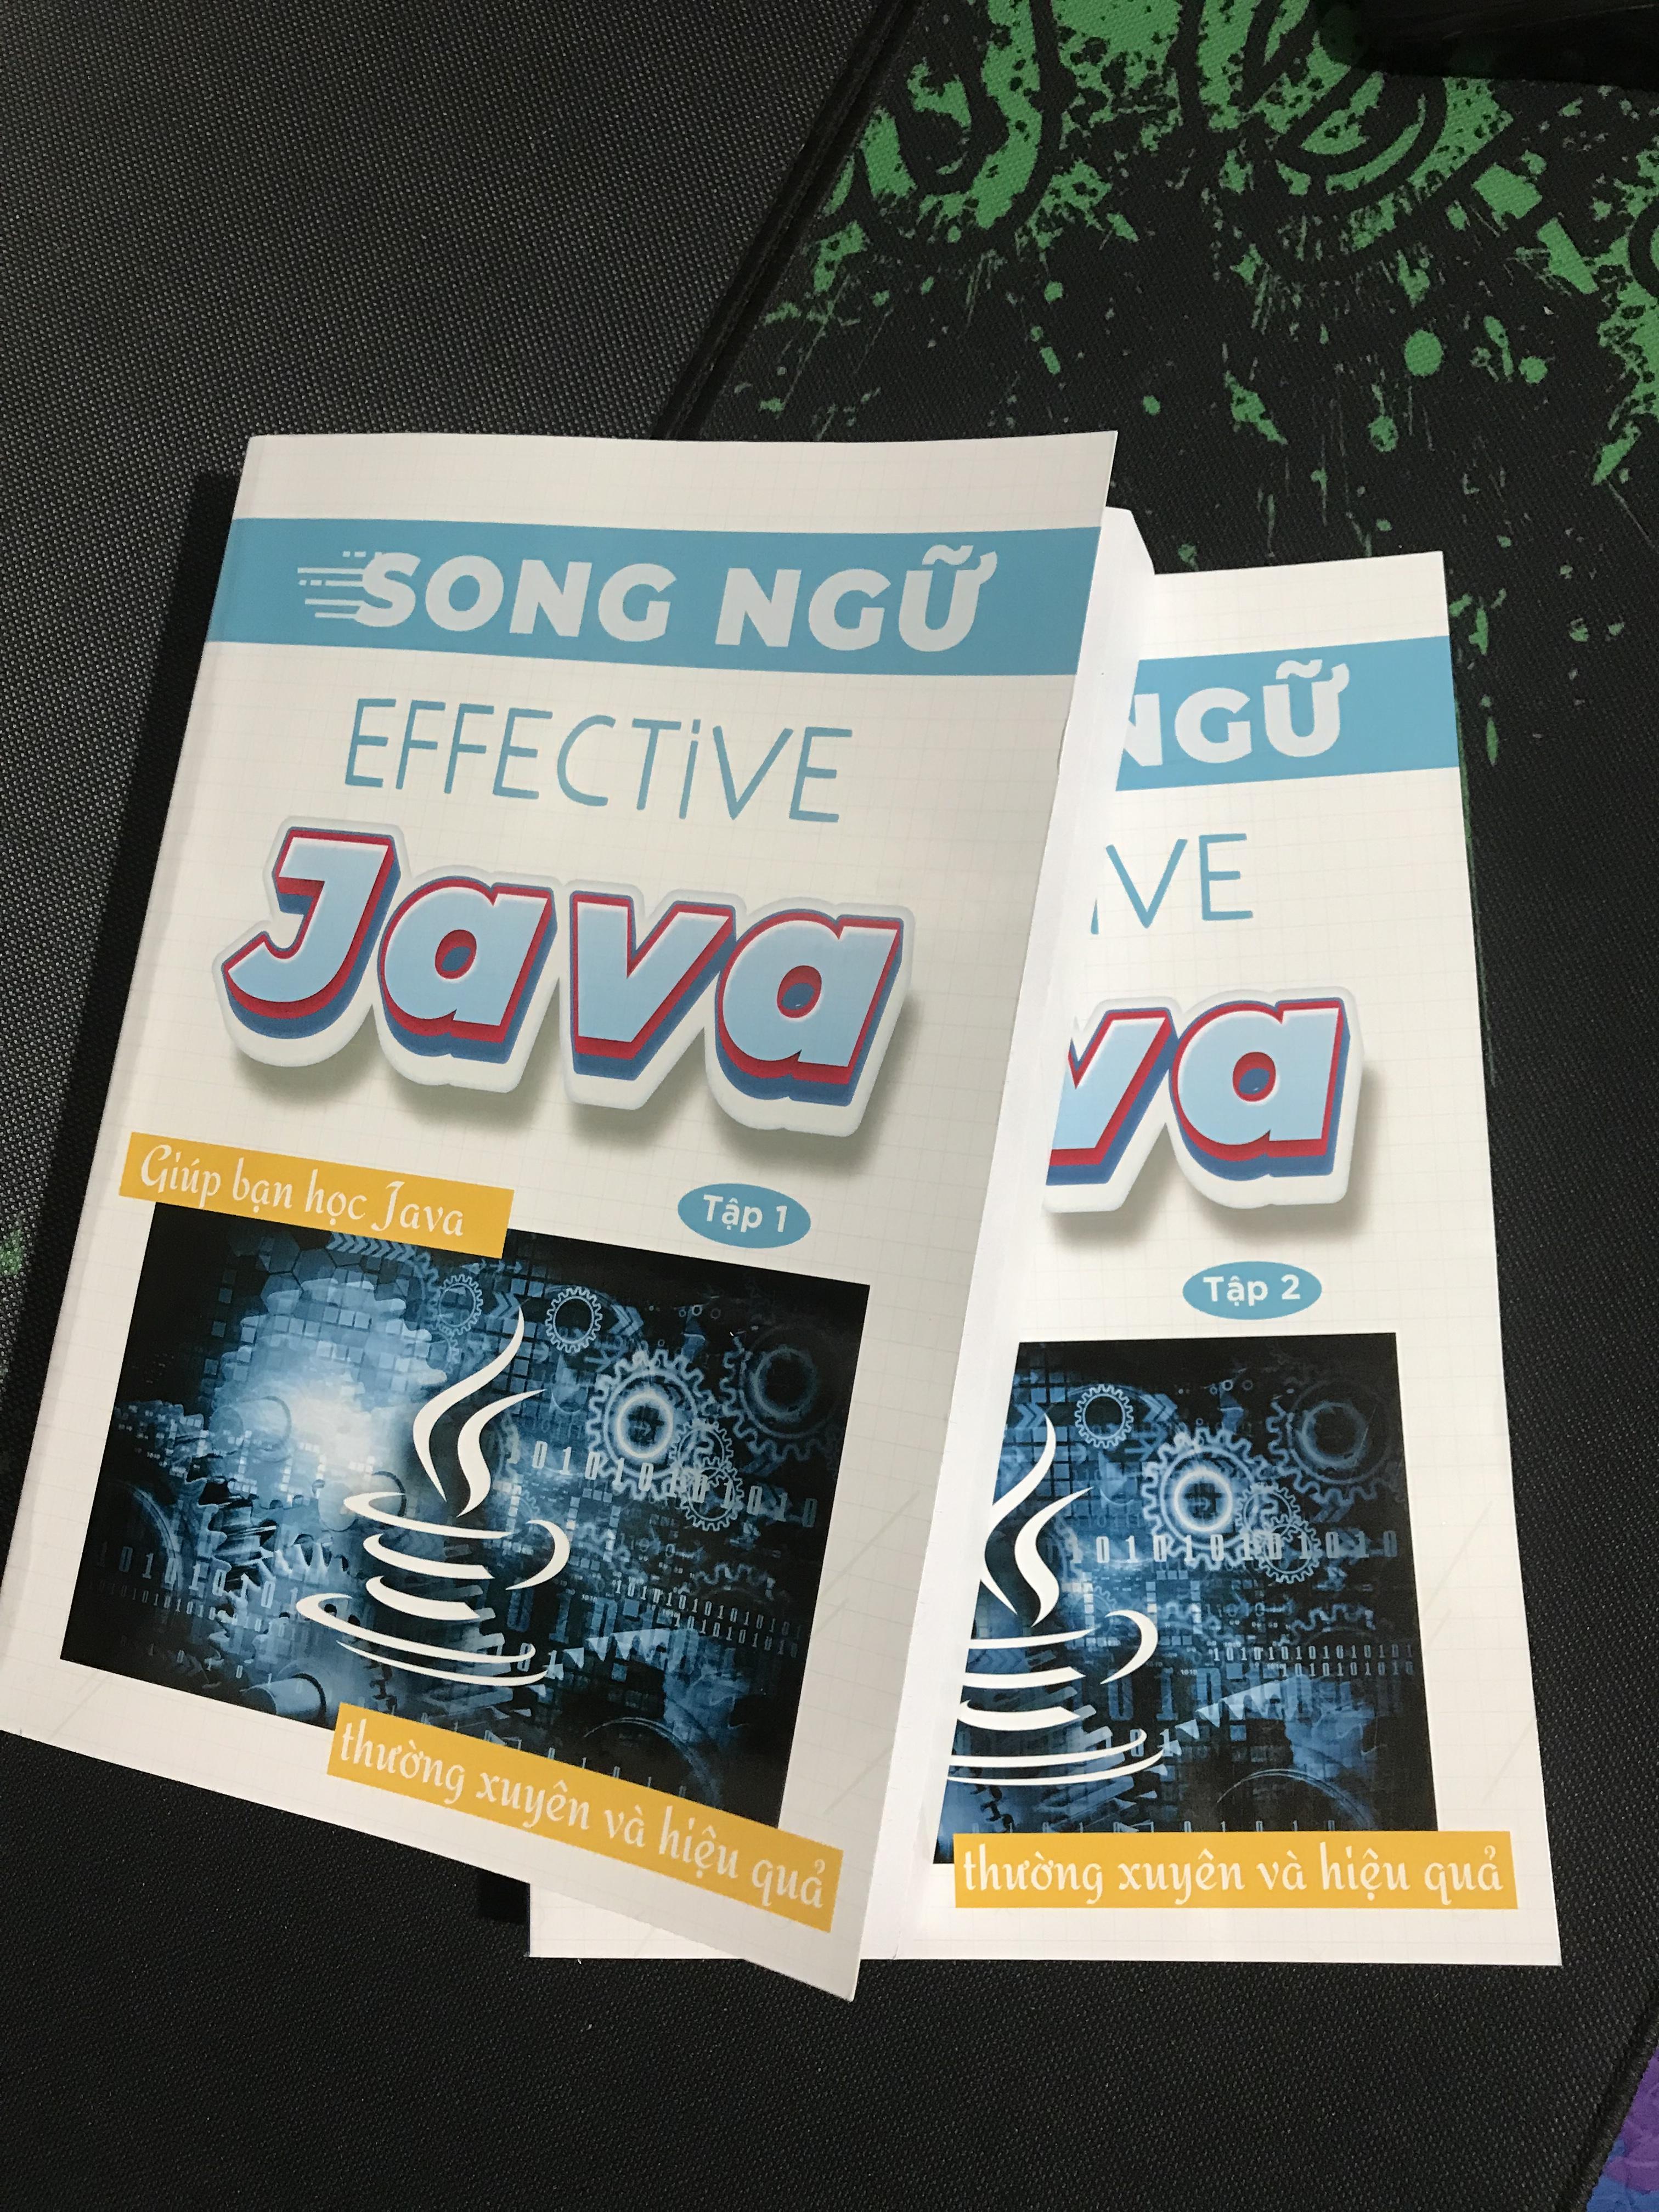 SONG NGỮ
EFFECTiVE
Java
Giúp bạn học Java
Tập 1
thường xuyên và hiệu quả
NGỮ
iVE
va
Tập 2
thường xuyên và hiệu quả